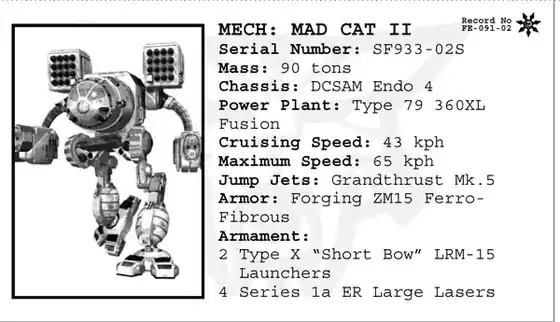 MECH: MAD CAT II
Record No
FE-091-02
Serial Number: SF933-02S
Mass: 90 tons
Chassis: DCSAM Endo 4
Power Plant: Type 79 360XL
Fusion
Cruising Speed: 43 kph
Maximum Speed: 65 kph
Jump Jets: Grandthrust Mk.5
Armor: Forging ZM15 Ferro-
Fibrous
Armament:
2 Type X “Short Bow” LRM-15
Launchers
4 Series 1a ER Large Lasers